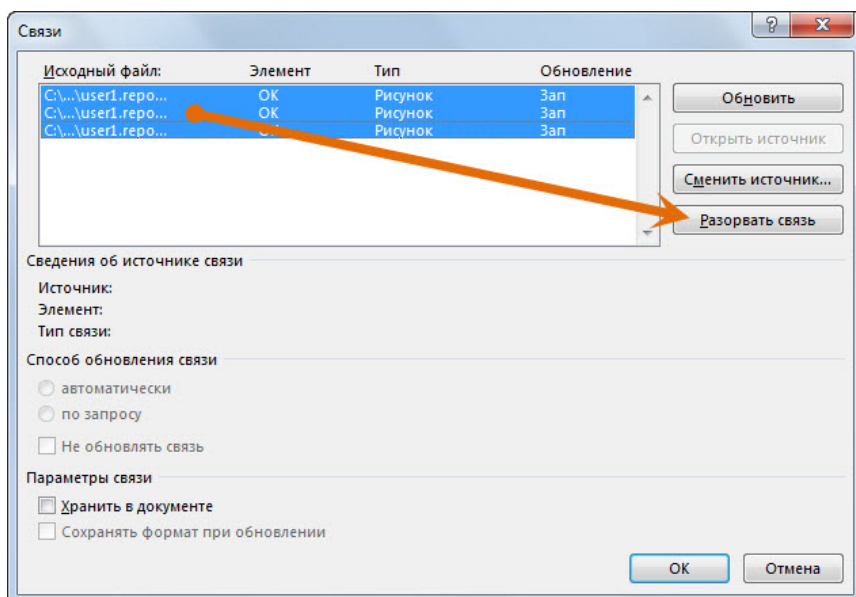 Связи
Исходный файл: Элемент Тип Обновление
C:\...\user1.repo... OK Рисунок Зап
C:\...\user1.repo... OK Рисунок Зап
C:\...\user1.repo... OK Рисунок Зап
Обновить
Открыть источник
Сменить источник...
Разорвать связь
Сведения об источнике связи
Источник:
Элемент:
Тип связи:
Способ обновления связи
автоматически
по запросу
Не обновлять связь
Параметры связи
Хранить в документе
Сохранять формат при обновлении
ОК Отмена